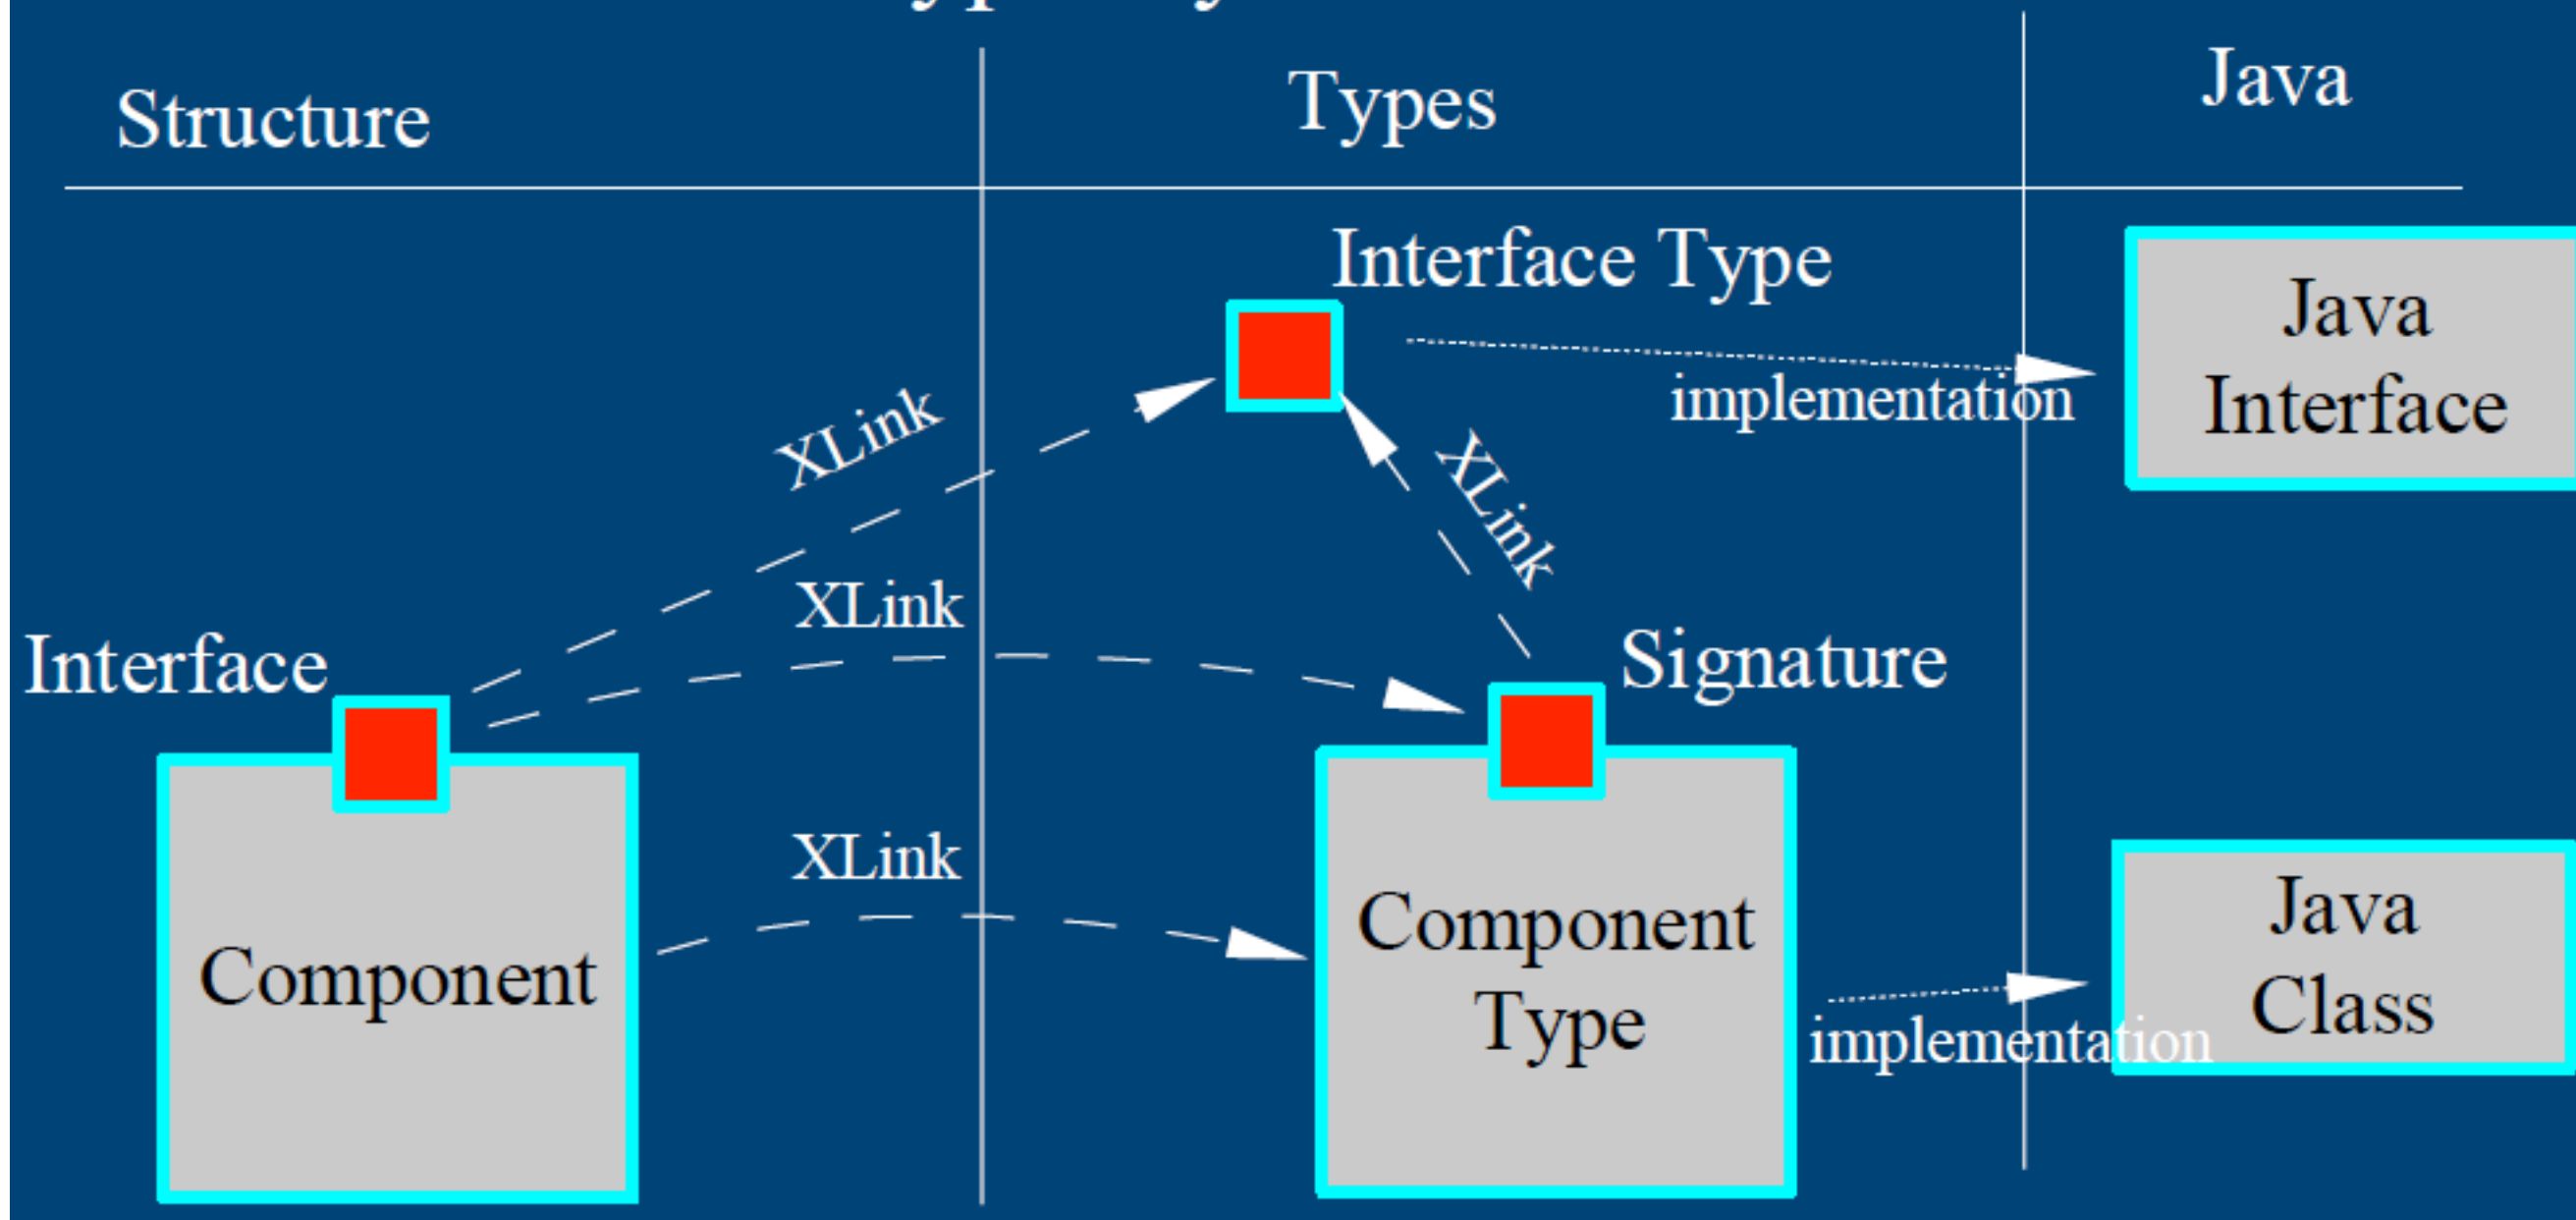 Structure
Types
Java
Interface Type
Java
Interface
implementation
XLink
XLink
XLink
Interface
Signature
XLink
Component
Component
Type
Java
Class
implementation